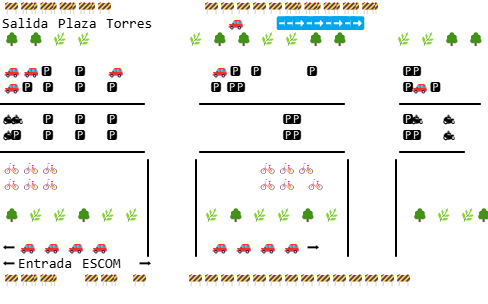 Salida Plaza Torres
P P P P P P P
P P P P P P P P P P
P P P P P P
P P P P P P P P
← → ← → Entrada ESCOM